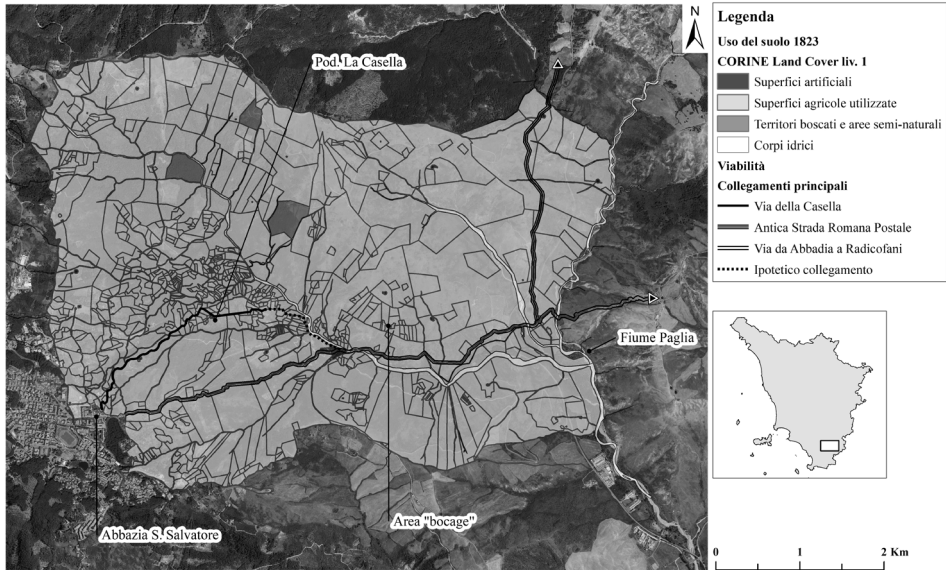 Pod. La Casella
Fiume Paglia
Area "bocage"
Abbazia S. Salvatore
N
Legenda
Uso del suolo 1823
CORINE Land Cover liv. 1
Superfici artificiali
Superfici agricole utilizzate
Territori boscati e aree semi-naturali
Corpi idrici
Viabilità
Collegamenti principali
Via della Casella
Antica Strada Romana Postale
Via da Abbadia a Radicofani
Ipotetico collegamento
0 1 2 Km